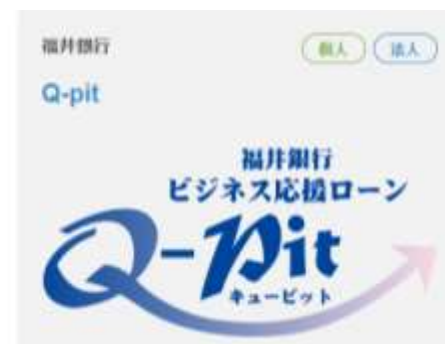 福井銀行
個人 法人
Q-pit
福井銀行
ビジネス応援ローン
Q-pit
キューピット